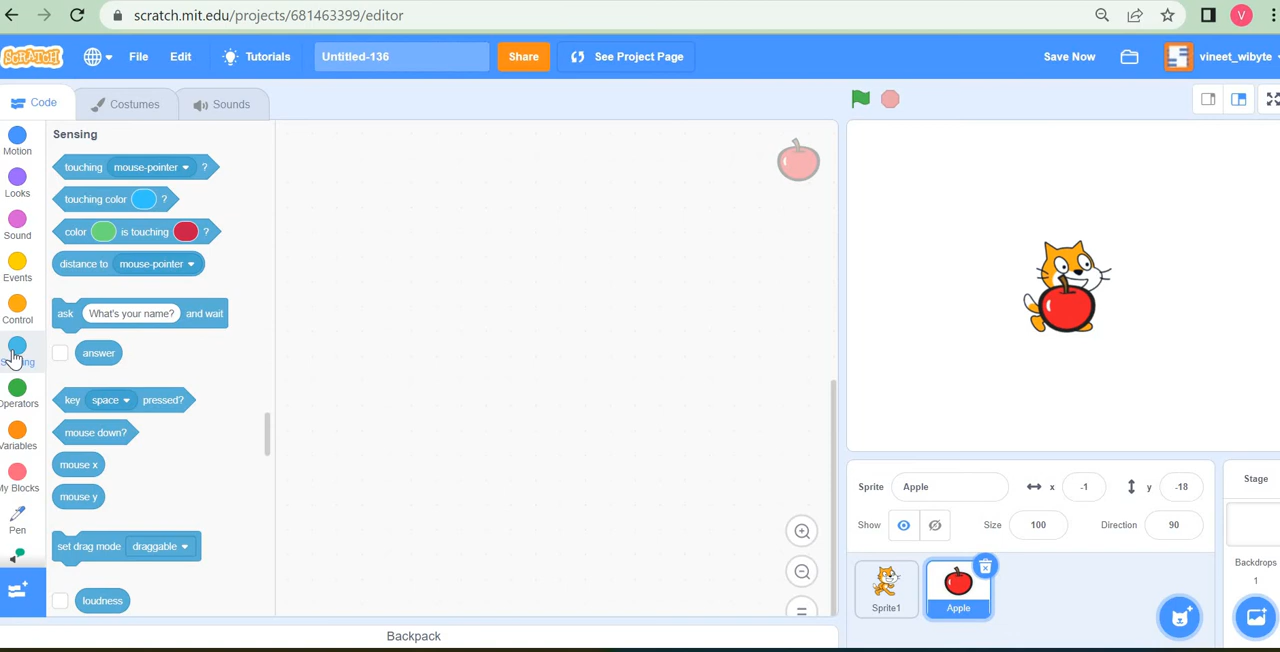 scratch.mit.edu/projects/681463399/editor
V
SCRATCH
File
Edit
Tutorials
Untitled-136
Share
See Project Page
Save Now
vineet_wibyte
Code
Costumes
Sounds
Motion
Looks
Sound
Events
Control
Operators
Variables
My Blocks
Pen
Sensing
touching mouse-pointer ?
touching color ?
color is touching ?
distance to mouse-pointer
ask What's your name? and wait
answer
key space pressed?
mouse down?
mouse x
mouse y
set drag mode draggable
loudness
Backpack
Sprite Apple x -1 y -18
Show Size 100 Direction 90
Sprite1
Apple
Stage
Backdrops
1